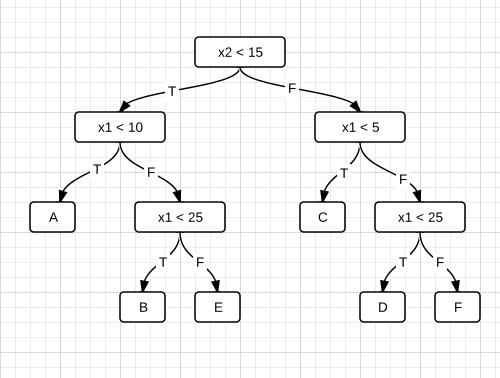 x2 < 15
T F
x1 < 10 x1 < 5
T F T F
A x1 < 25 C x1 < 25
T F T F
B E D F